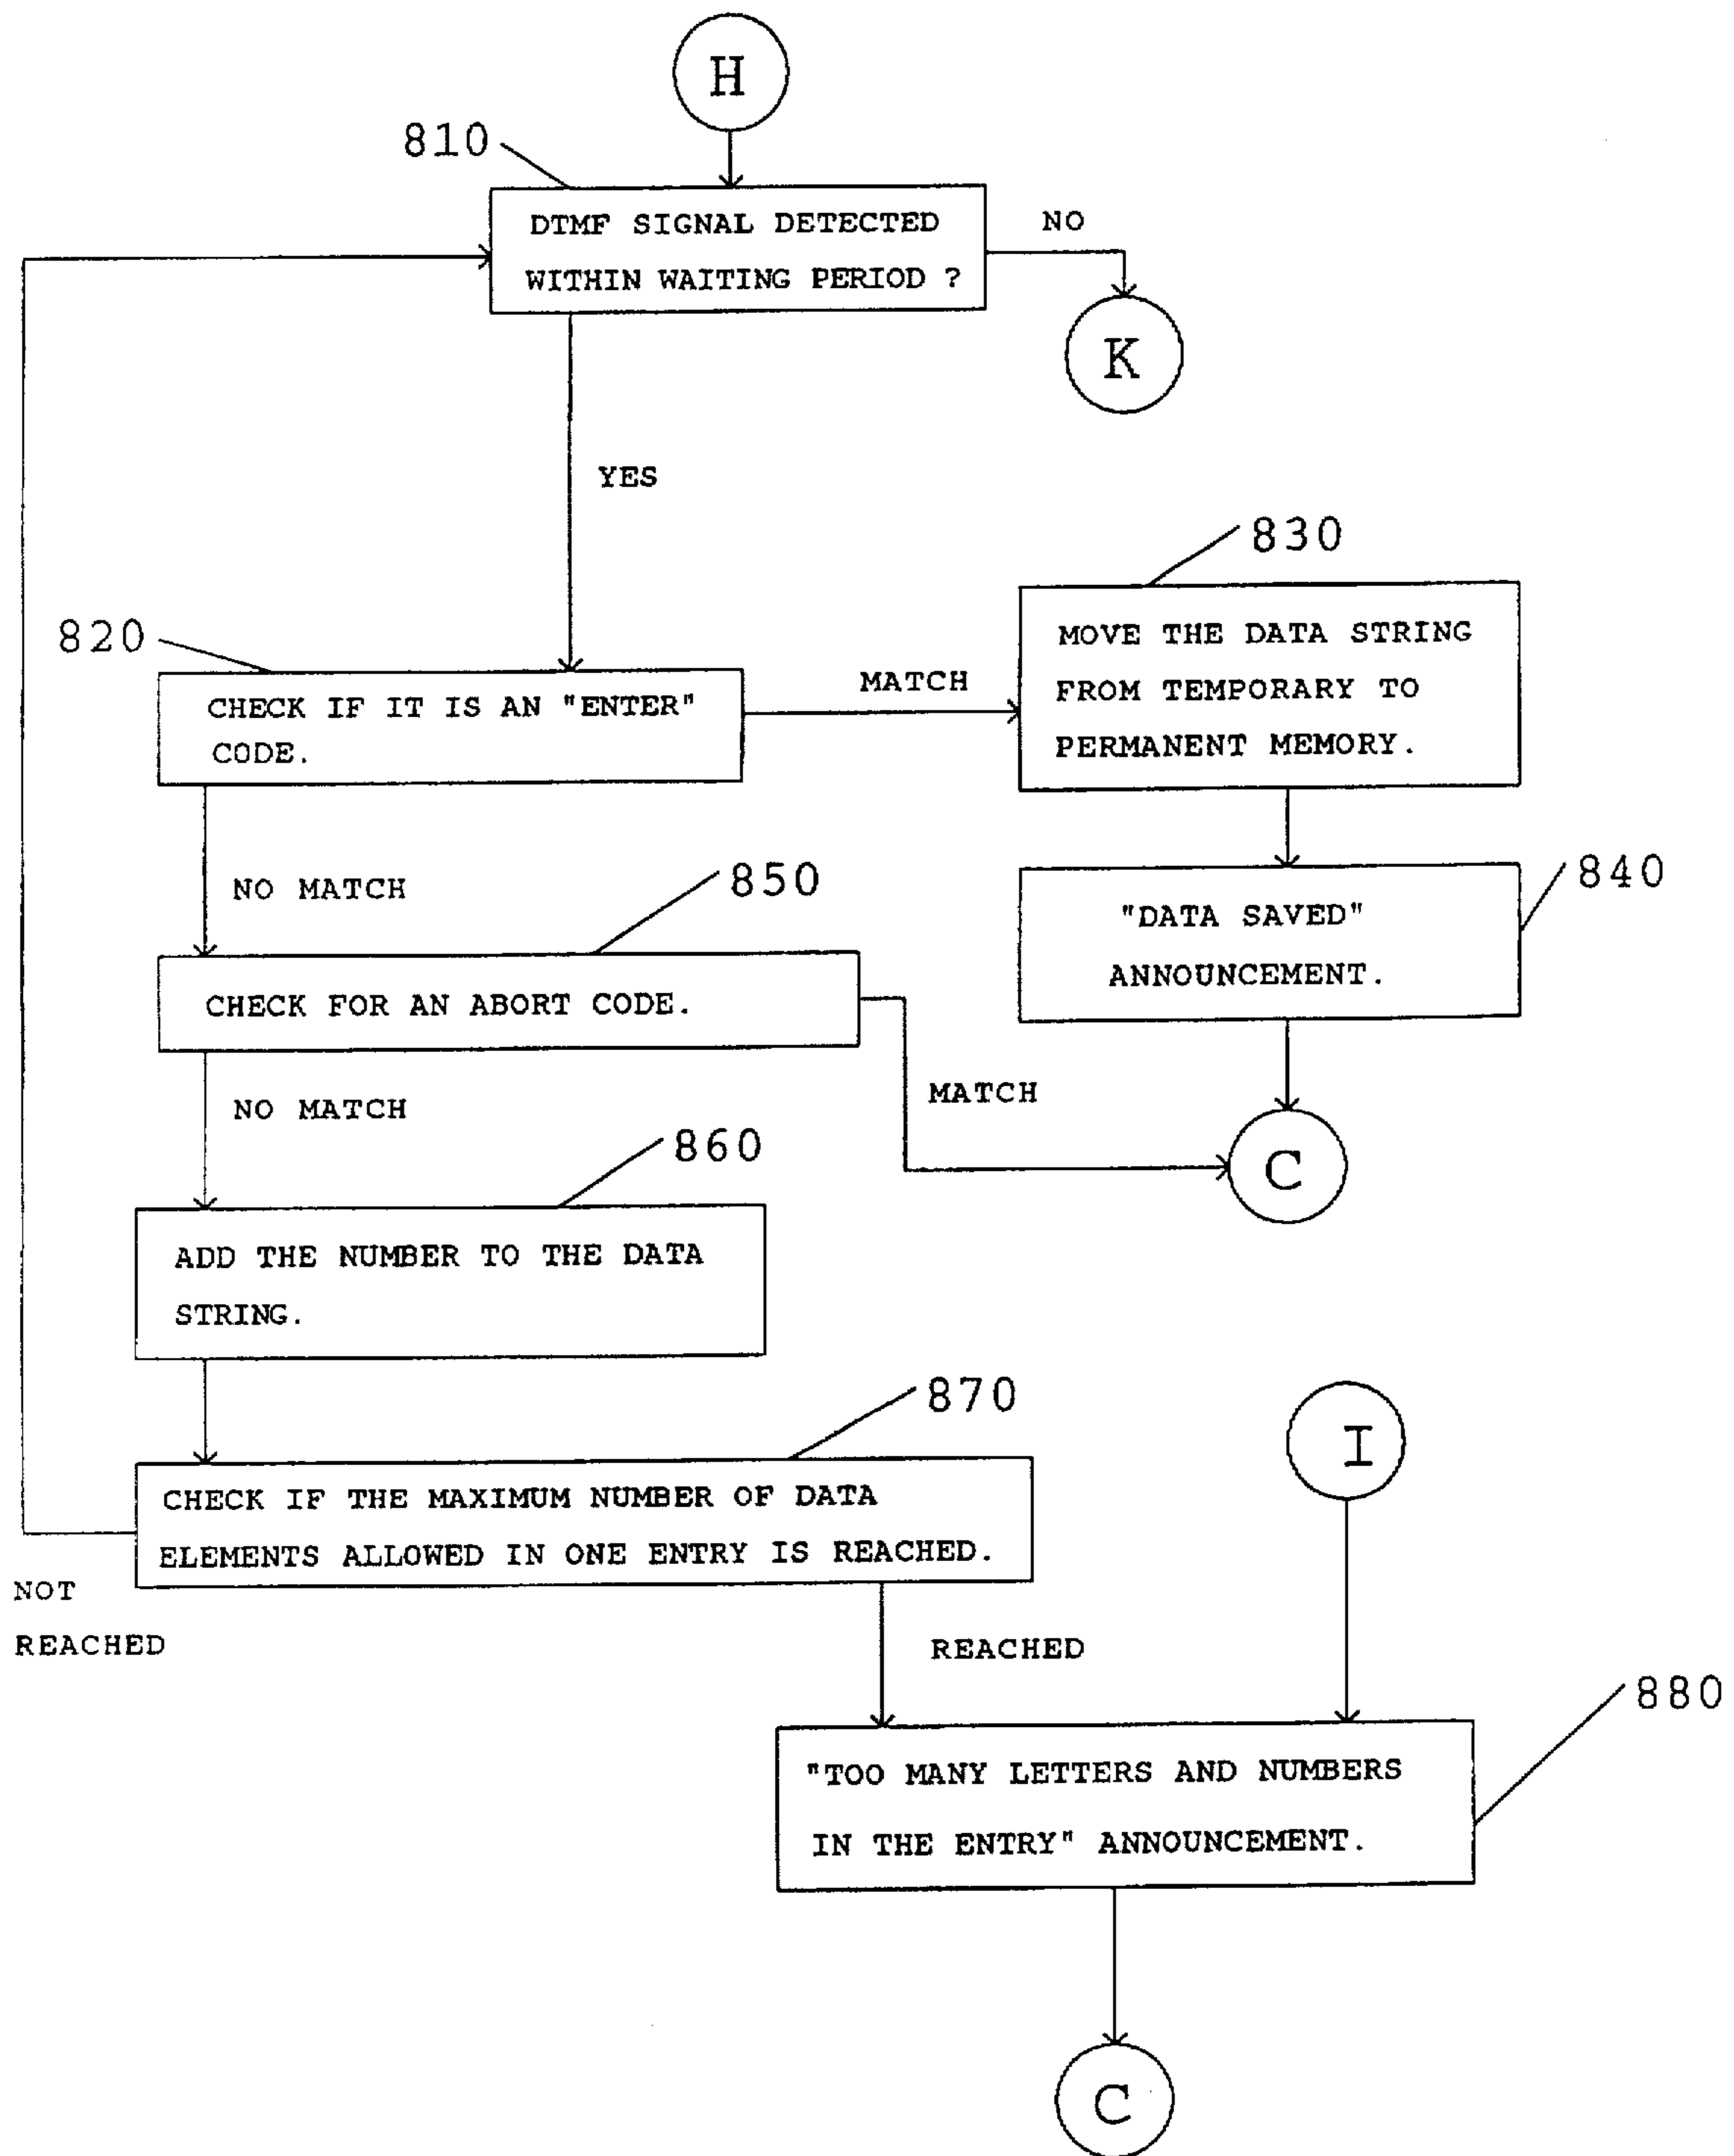 H
810
DTMF SIGNAL DETECTED
WITHIN WAITING PERIOD ?
NO
K
YES
820
CHECK IF IT IS AN "ENTER"
CODE.
MATCH
830
MOVE THE DATA STRING
FROM TEMPORARY TO
PERMANENT MEMORY.
NO MATCH
840
"DATA SAVED"
ANNOUNCEMENT.
850
CHECK FOR AN ABORT CODE.
MATCH
C
NO MATCH
860
ADD THE NUMBER TO THE DATA
STRING.
870
CHECK IF THE MAXIMUM NUMBER OF DATA
ELEMENTS ALLOWED IN ONE ENTRY IS REACHED.
NOT
REACHED
REACHED
I
880
"TOO MANY LETTERS AND NUMBERS
IN THE ENTRY" ANNOUNCEMENT.
C